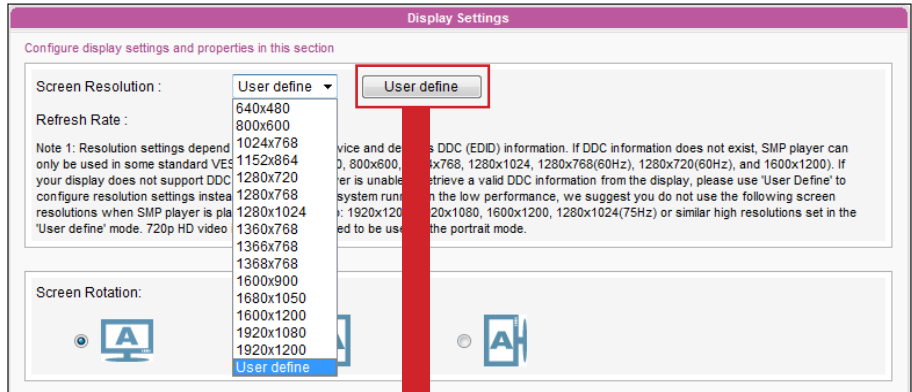 Display Settings
Configure display settings and properties in this section
Screen Resolution :
User define
User define
640x480
800x600
1024x768
1152x864
1280x720
1280x768
1280x1024
1360x768
1366x768
1368x768
1600x900
1680x1050
1600x1200
1920x1080
1920x1200
User define
Refresh Rate :
Note 1: Resolution settings depend vice and de s DDC (EDID) information. If DDC information does not exist, SMP player can
only be used in some standard VES 0, 800x600, 4x768, 1280x1024, 1280x768(60Hz), 1280x720(60Hz), and 1600x1200). If
your display does not support DDC er is unable etrieve a valid DDC information from the display, please use 'User Define' to
configure resolution settings instea system runn n the low performance, we suggest you do not use the following screen
resolutions when SMP player is pla : 1920x120 20x1080, 1600x1200, 1280x1024(75Hz) or similar high resolutions set in the
'User define' mode. 720p HD video ed to be use the portrait mode.
Screen Rotation:
A
A